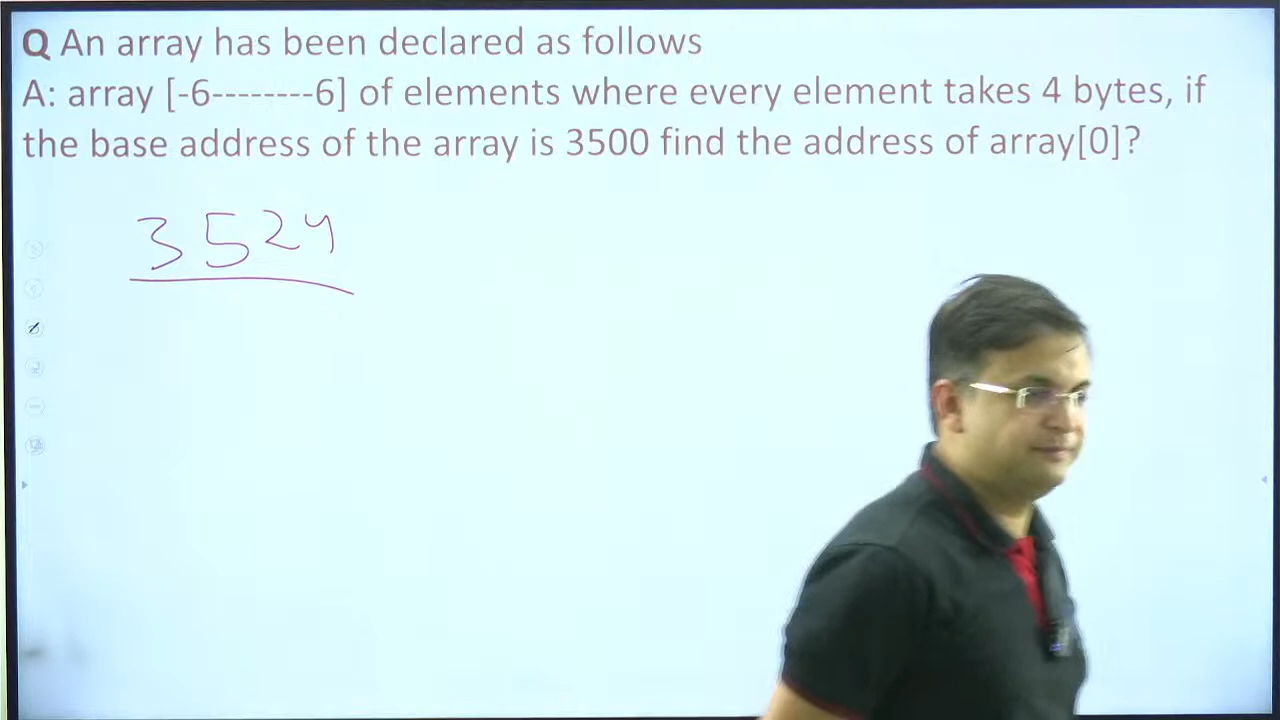 Q An array has been declared as follows
A: array [-6--------6] of elements where every element takes 4 bytes, if
the base address of the array is 3500 find the address of array[0]?
3524